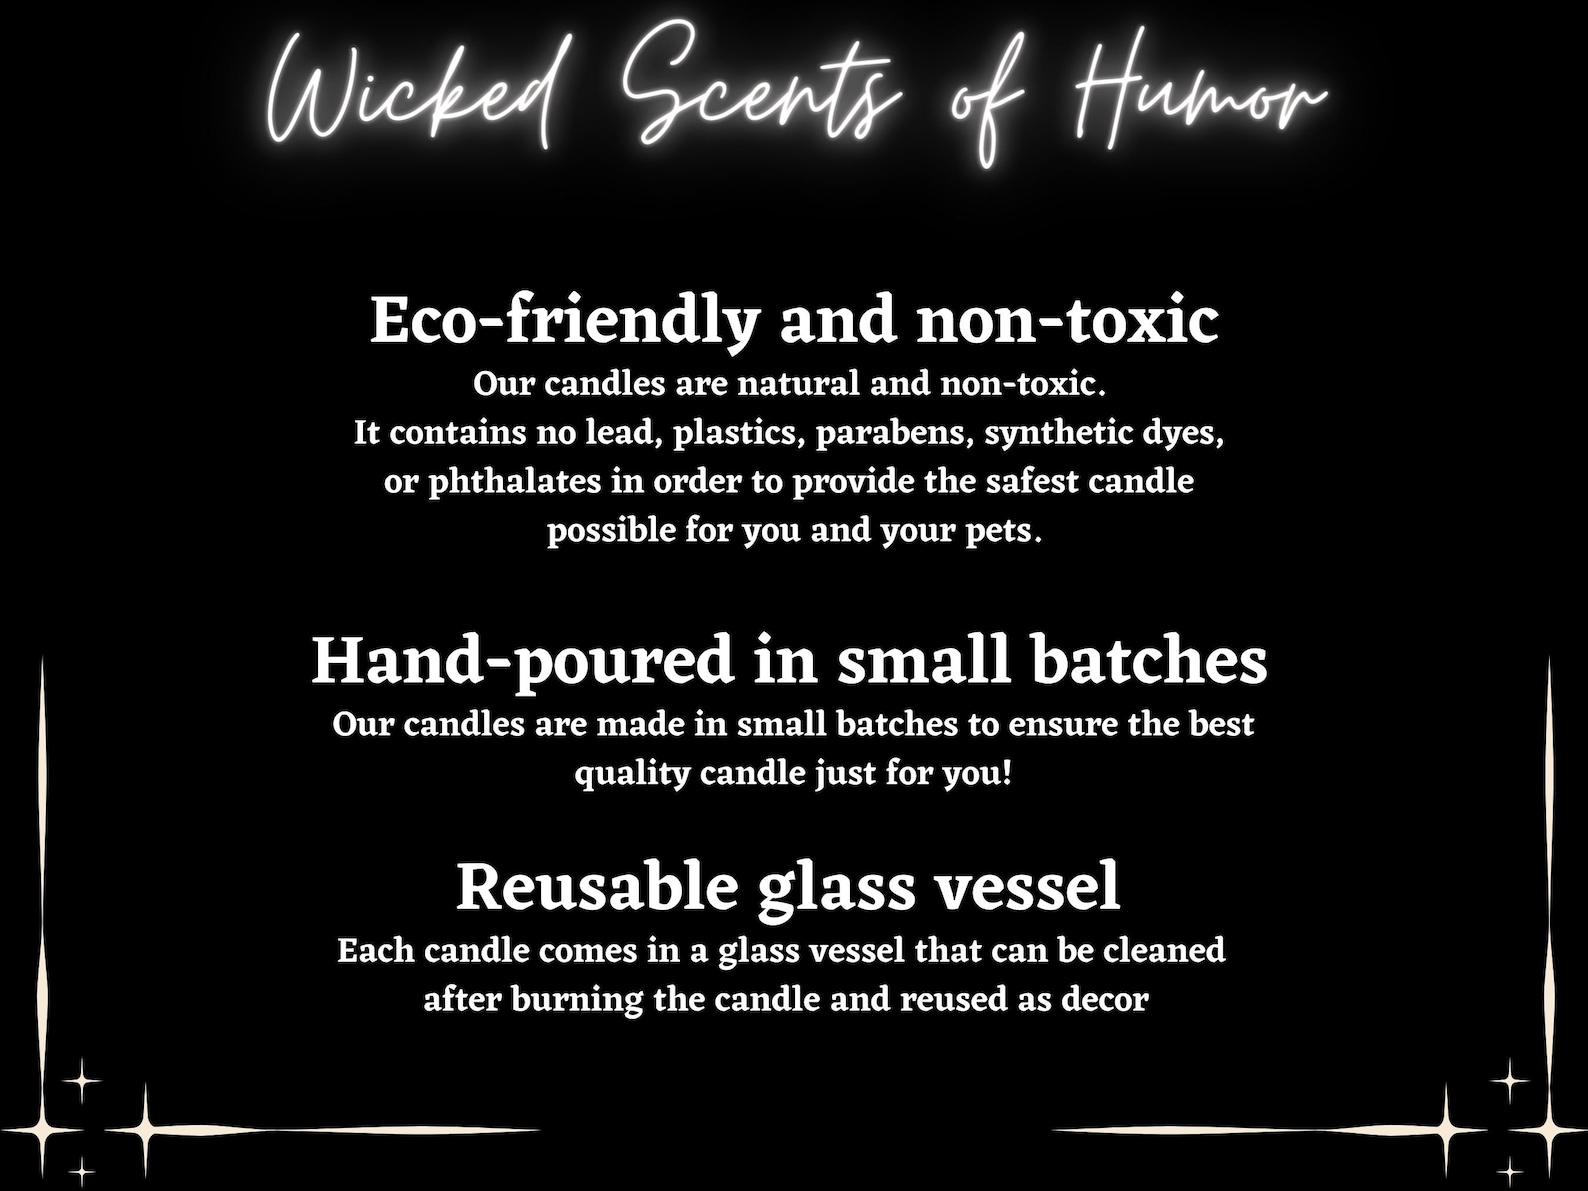 Wicked Scents of Humor
Eco-friendly and non-toxic
Our candles are natural and non-toxic.
It contains no lead, plastics, parabens, synthetic dyes,
or phthalates in order to provide the safest candle
possible for you and your pets.
Hand-poured in small batches
Our candles are made in small batches to ensure the best
quality candle just for you!
Reusable glass vessel
Each candle comes in a glass vessel that can be cleaned
after burning the candle and reused as decor